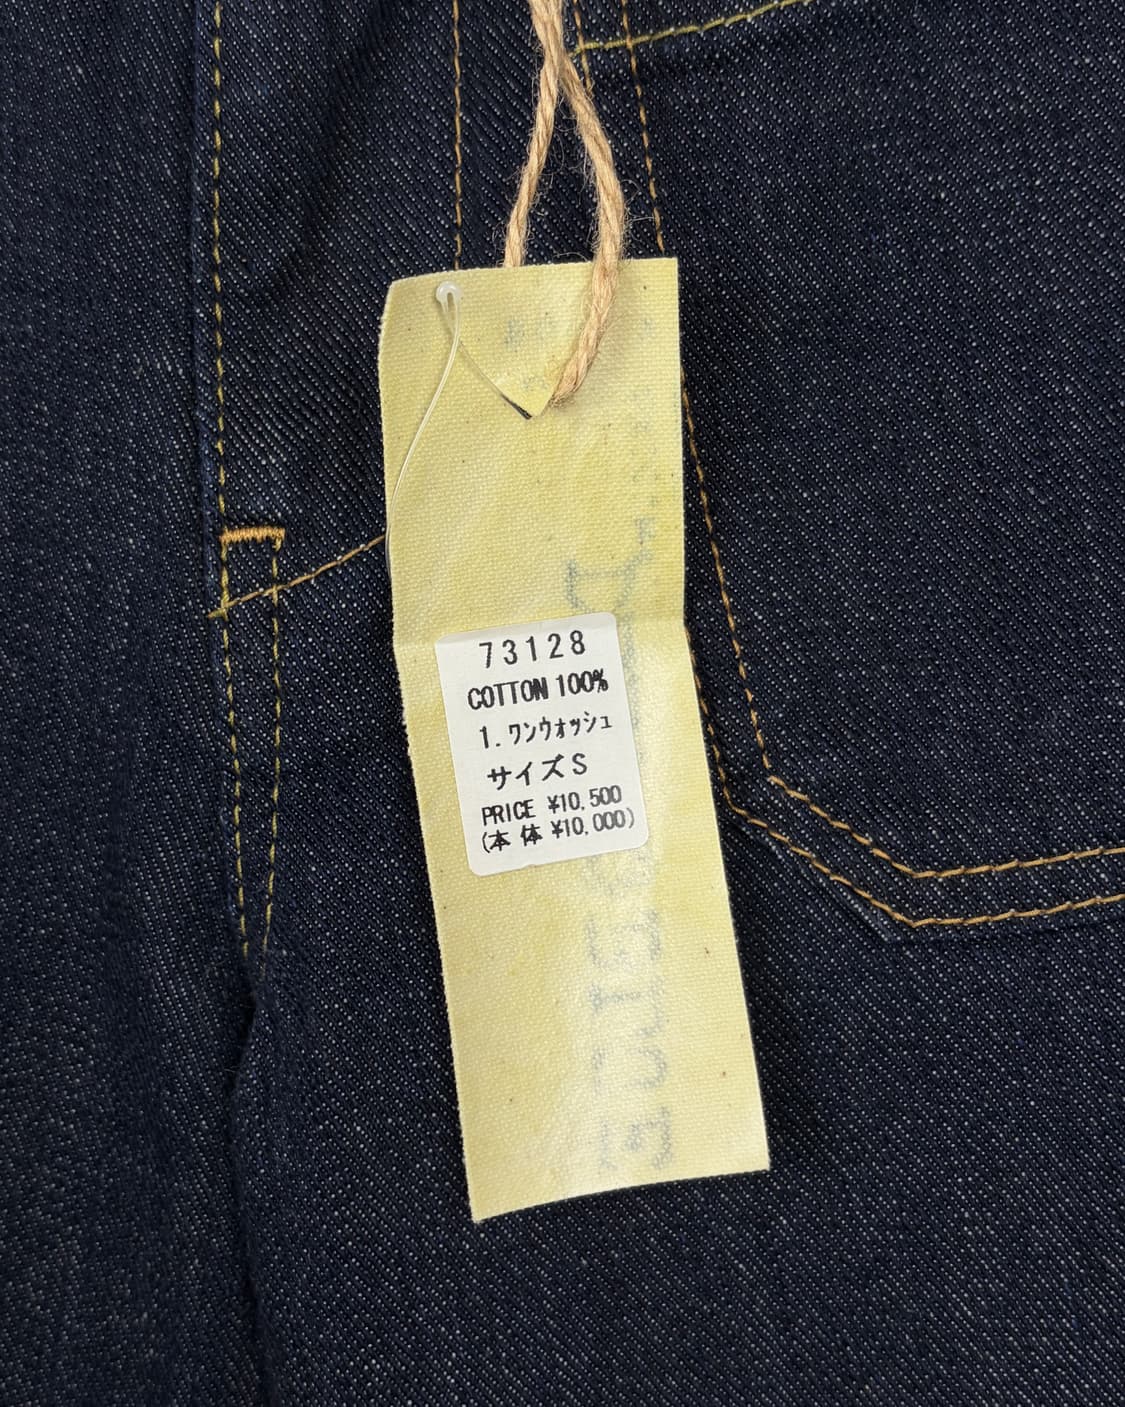 73128
COTTON 100%
1. ワンウォッシュ
サイズS
PRICE ¥10,500
(本 体 ¥10,000)